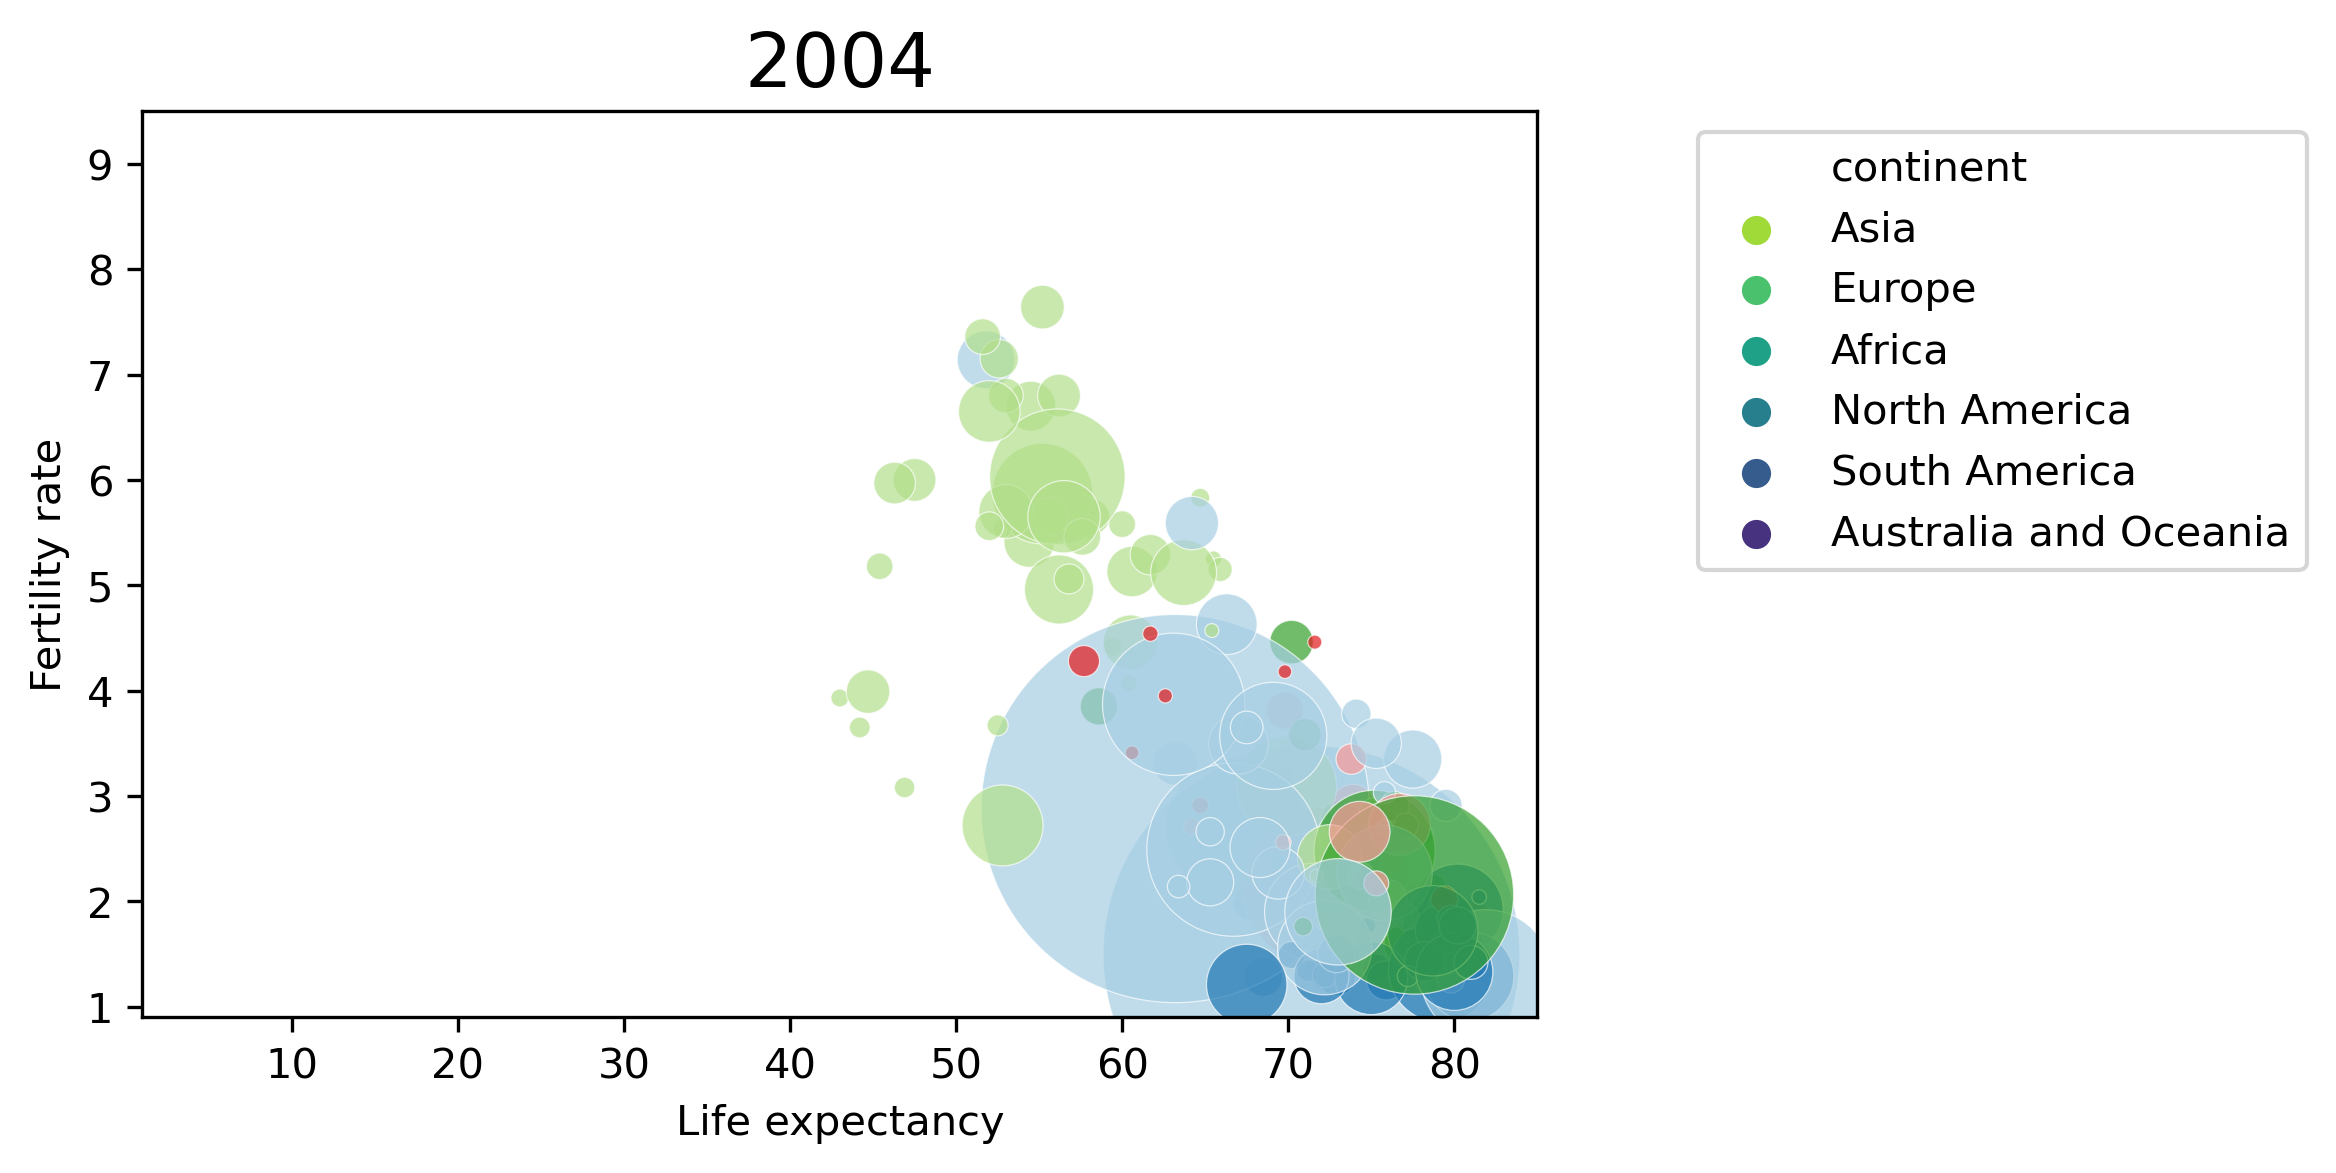 2004
9
8
7
6
5
4
3
2
1
Fertility rate
10 20 30 40 50 60 70 80
Life expectancy
continent
Asia
Europe
Africa
North America
South America
Australia and Oceania